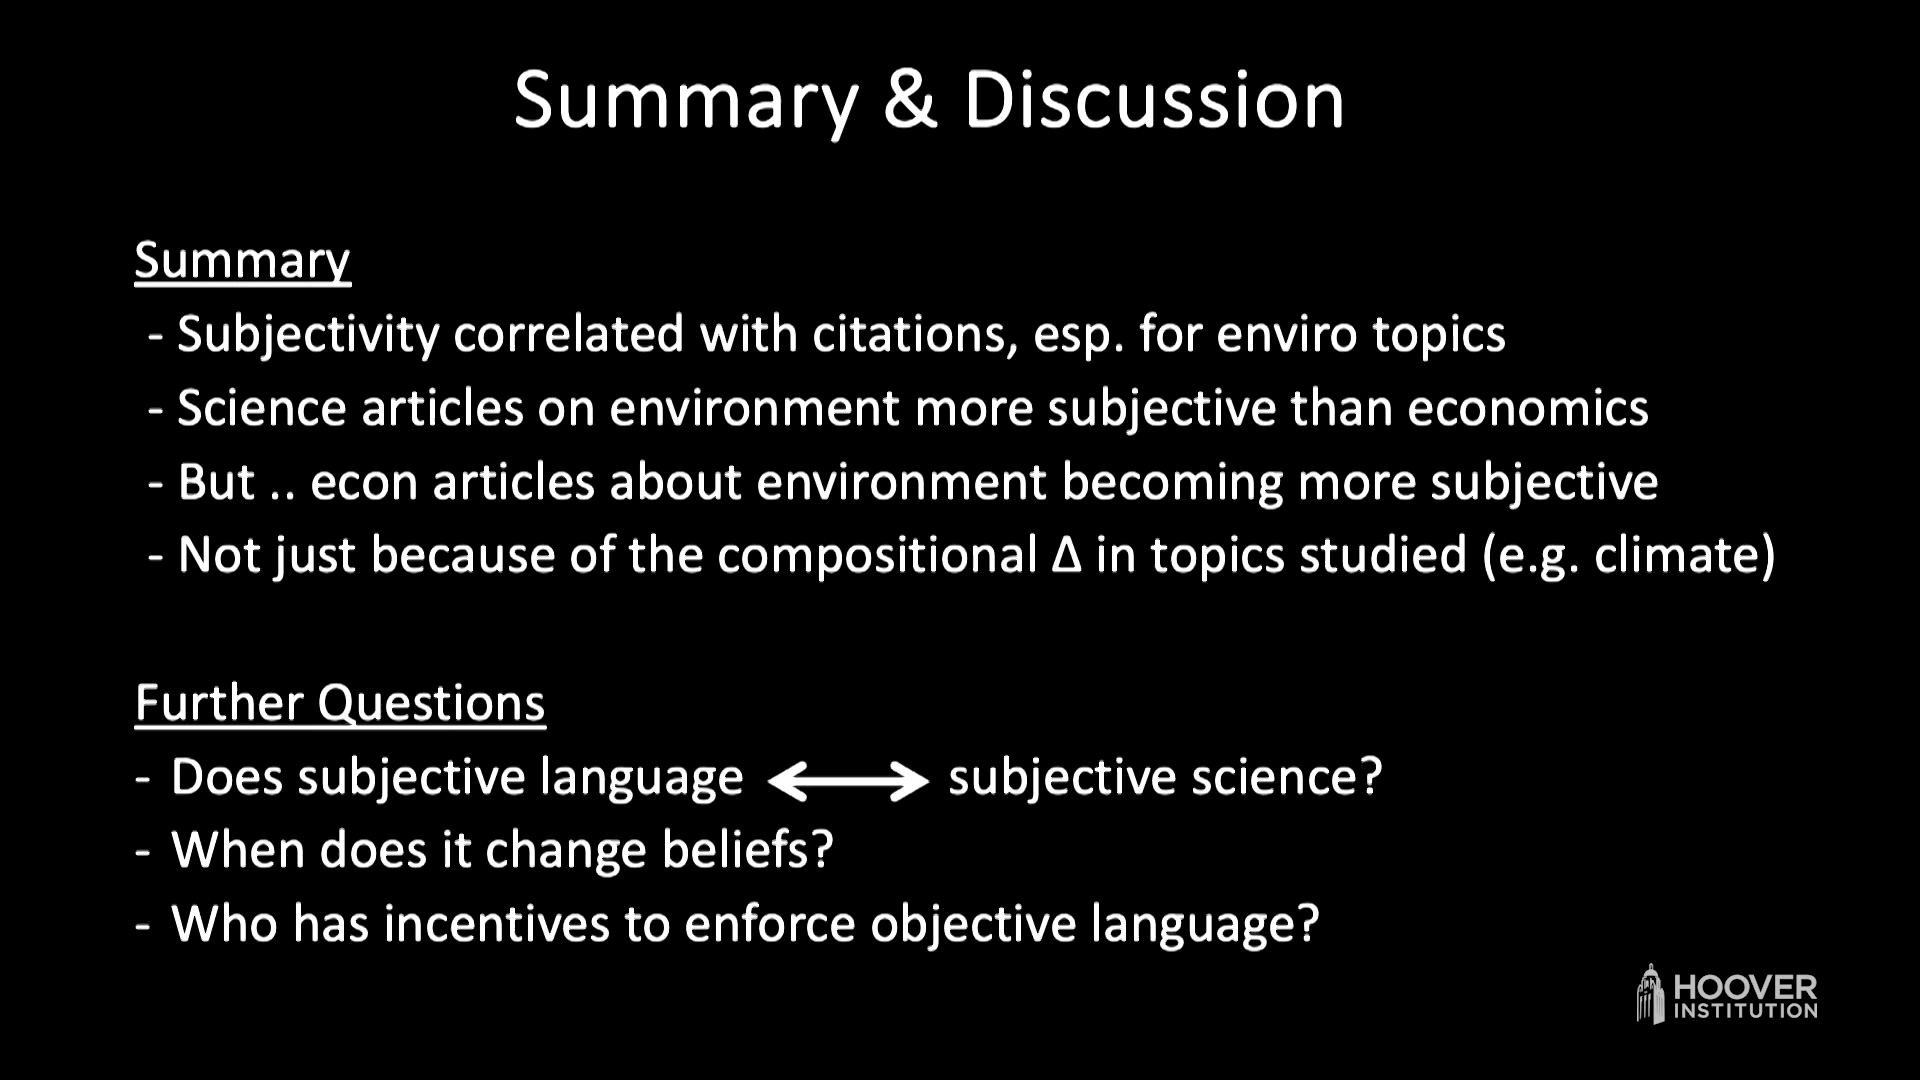 Summary & Discussion
Summary
- Subjectivity correlated with citations, esp. for enviro topics
- Science articles on environment more subjective than economics
- But .. econ articles about environment becoming more subjective
- Not just because of the compositional Δ in topics studied (e.g. climate)
Further Questions
- Does subjective language ⟷ subjective science?
- When does it change beliefs?
- Who has incentives to enforce objective language?
HOOVER
INSTITUTION